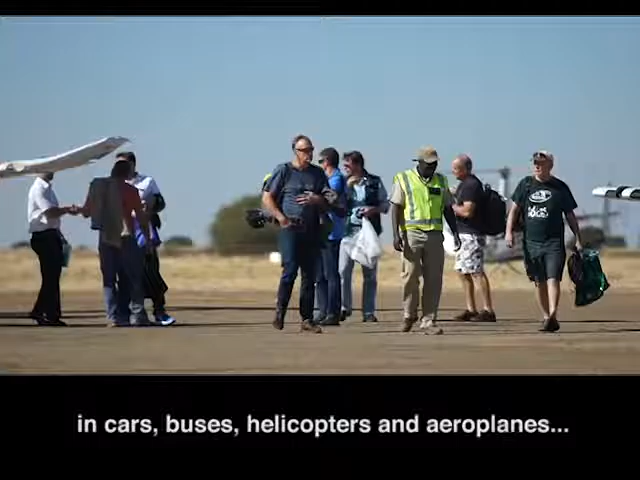 in cars, buses, helicopters and aeroplanes...